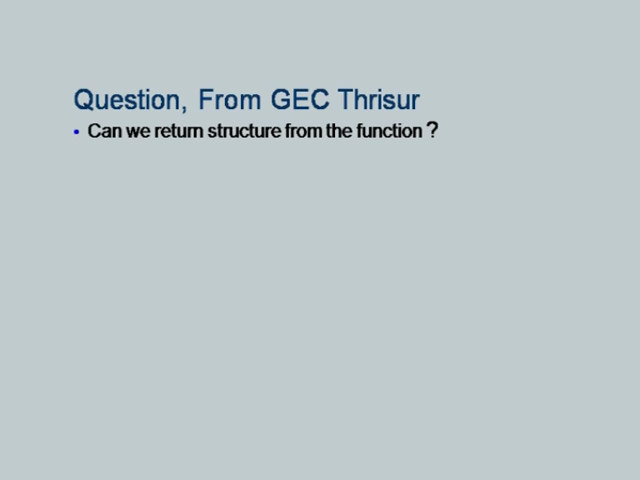 Question, From GEC Thrisur
• Can we return structure from the function ?